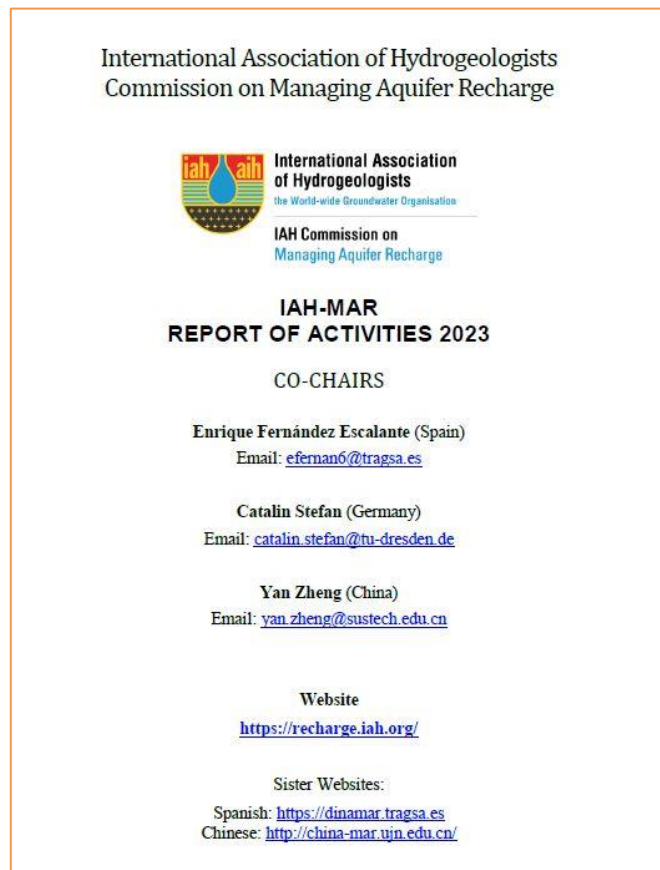 International Association of Hydrogeologists
Commission on Managing Aquifer Recharge
iah aih
International Association
of Hydrogeologists
the World-wide Groundwater Organisation
IAH Commission on
Managing Aquifer Recharge
IAH-MAR
REPORT OF ACTIVITIES 2023
CO-CHAIRS
Enrique Fernández Escalante (Spain)
Email: efernan6@tragsa.es
Catalin Stefan (Germany)
Email: catalin.stefan@tu-dresden.de
Yan Zheng (China)
Email: yan.zheng@sustech.edu.cn
Website
https://recharge.iah.org/
Sister Websites:
Spanish: https://dinamar.tragsa.es
Chinese: http://china-mar.ujn.edu.cn/